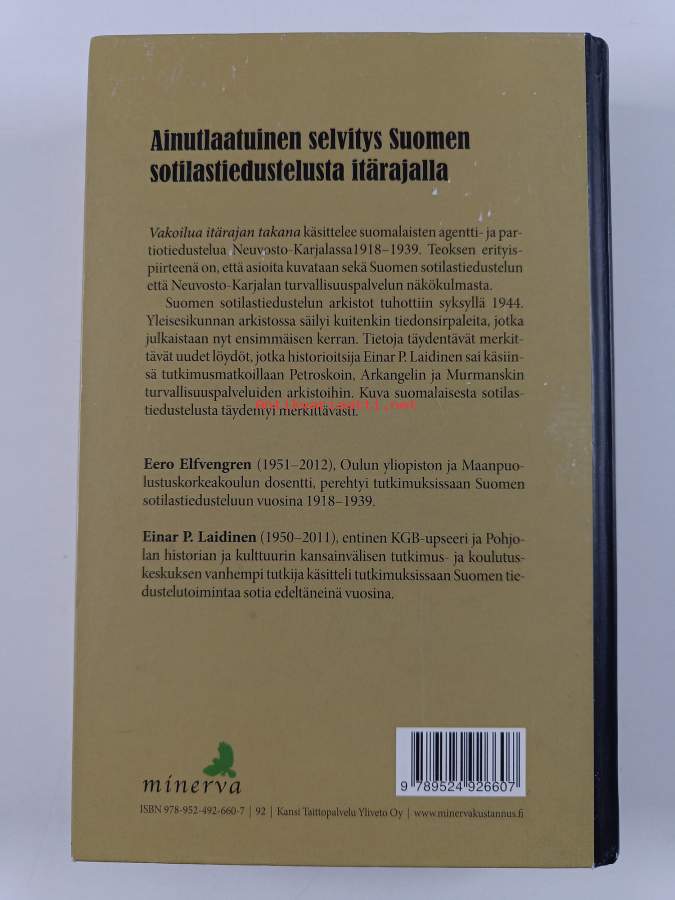 Ainutlaatuinen selvitys Suomen
sotilastiedustelusta itärajalla
Vakoilua itärajan takana käsittelee suomalaisten agentti- ja par-
tiotiedustelua Neuvosto-Karjalassa1918–1939. Teoksen erityis-
piirteenä on, että asioita kuvataan sekä Suomen sotilastiedustelun
että Neuvosto-Karjalan turvallisuuspalvelun näkökulmasta.
Suomen sotilastiedustelun arkistot tuhottiin syksyllä 1944.
Yleisesikunnan arkistossa säilyi kuitenkin tiedonsirpaleita, jotka
julkaistaan nyt ensimmäisen kerran. Tietoja täydentävät merkit-
tävät uudet löydöt, jotka historioitsija Einar P. Laidinen sai käsiin-
sä tutkimusmatkoillaan Petroskoin, Arkangelin ja Murmanskin
turvallisuuspalveluiden arkistoihin. Kuva suomalaisesta sotilas-
tiedustelusta täydentyi merkittävästi.
Antikvariaatti.net
Eero Elfvengren (1951–2012), Oulun yliopiston ja Maanpuo-
lustuskorkeakoulun dosentti, perehtyi tutkimuksissaan Suomen
sotilastiedusteluun vuosina 1918–1939.
Einar P. Laidinen (1950–2011), entinen KGB-upseeri ja Pohjo-
lan historian ja kulttuurin kansainvälisen tutkimus- ja koulutus-
keskuksen vanhempi tutkija käsitteli tutkimuksissaan Suomen tie-
dustelutoimintaa sotia edeltäneinä vuosina.
minerva
9 789524 926607
ISBN 978-952-492-660-7 | 92 | Kansi Taittopalvelu Yliveto Oy | www.minervakustannus.fi